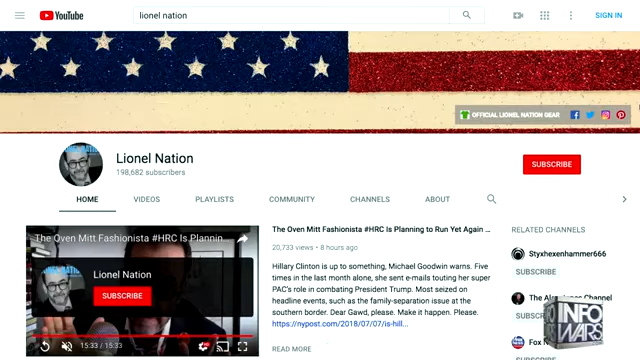 YouTube
lionel nation
SIGN IN
OFFICIAL LIONEL NATION GEAR
Lionel Nation
198,682 subscribers
SUBSCRIBE
HOME VIDEOS PLAYLISTS COMMUNITY CHANNELS ABOUT
The Oven Mitt Fashionista #HRC Is Plannin
Lionel Nation
SUBSCRIBE
15:33 / 15:33
The Oven Mitt Fashionista #HRC Is Planning to Run Yet Again ...
20,733 views • 8 hours ago
Hillary Clinton is up to something, Michael Goodwin warns. Five
times in the last month alone, she sent e-mails touting her super
PAC's role in combating President Trump. Most seized on
headline events, such as the family-separation issue at the
southern border. Dear Gawd, please. Make it happen. Please.
https://nypost.com/2018/07/07/is-hill...
READ MORE
RELATED CHANNELS
Styxhexenhammer666
SUBSCRIBE
The Channel
SUBSCRIBE
Fox N
INFO
WARS